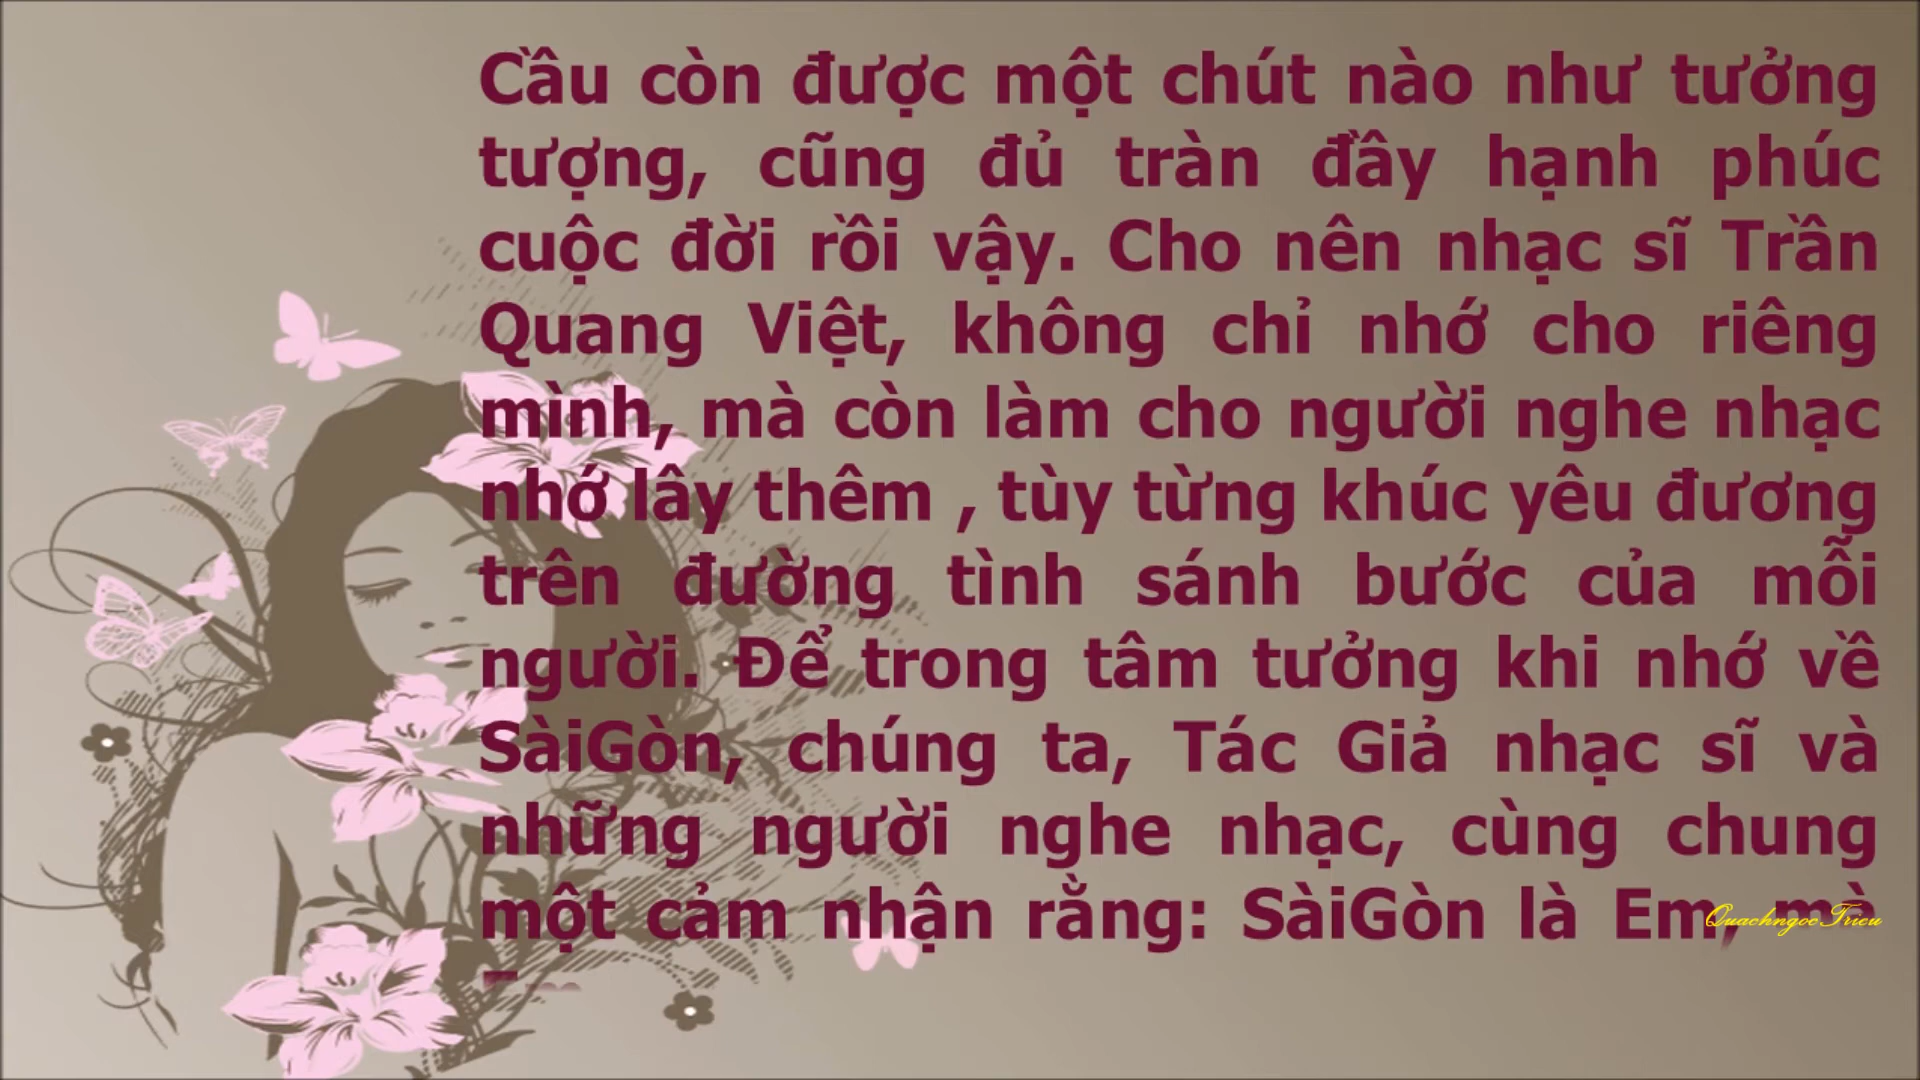 Cầu còn được một chút nào như tưởng
tượng, cũng đủ tràn đầy hạnh phúc
cuộc đời rồi vậy. Cho nên nhạc sĩ Trần
Quang Việt, không chỉ nhớ cho riêng
mình, mà còn làm cho người nghe nhạc
nhớ lây thêm , tùy từng khúc yêu đương
trên đường tình sánh bước của mỗi
người. Để trong tâm tưởng khi nhớ về
SàiGòn, chúng ta, Tác Giả nhạc sĩ và
những người nghe nhạc, cùng chung
một cảm nhận rằng: SàiGòn là Em, mà
QuachngocTrieu